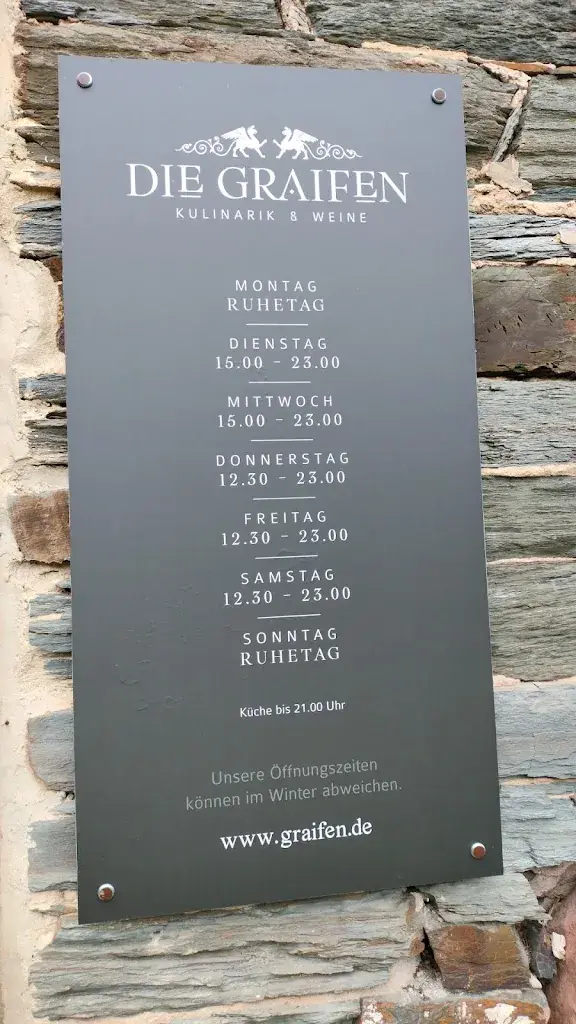 DIE GRAIFEN
KULINARIK & WEINE
MONTAG
RUHETAG
DIENSTAG
15.00 - 23.00
MITTWOCH
15.00 - 23.00
DONNERSTAG
12.30 - 23.00
FREITAG
12.30 - 23.00
SAMSTAG
12.30 - 23.00
SONNTAG
RUHETAG
Küche bis 21.00 Uhr
Unsere Öffnungszeiten
können im Winter abweichen.
www.graifen.de